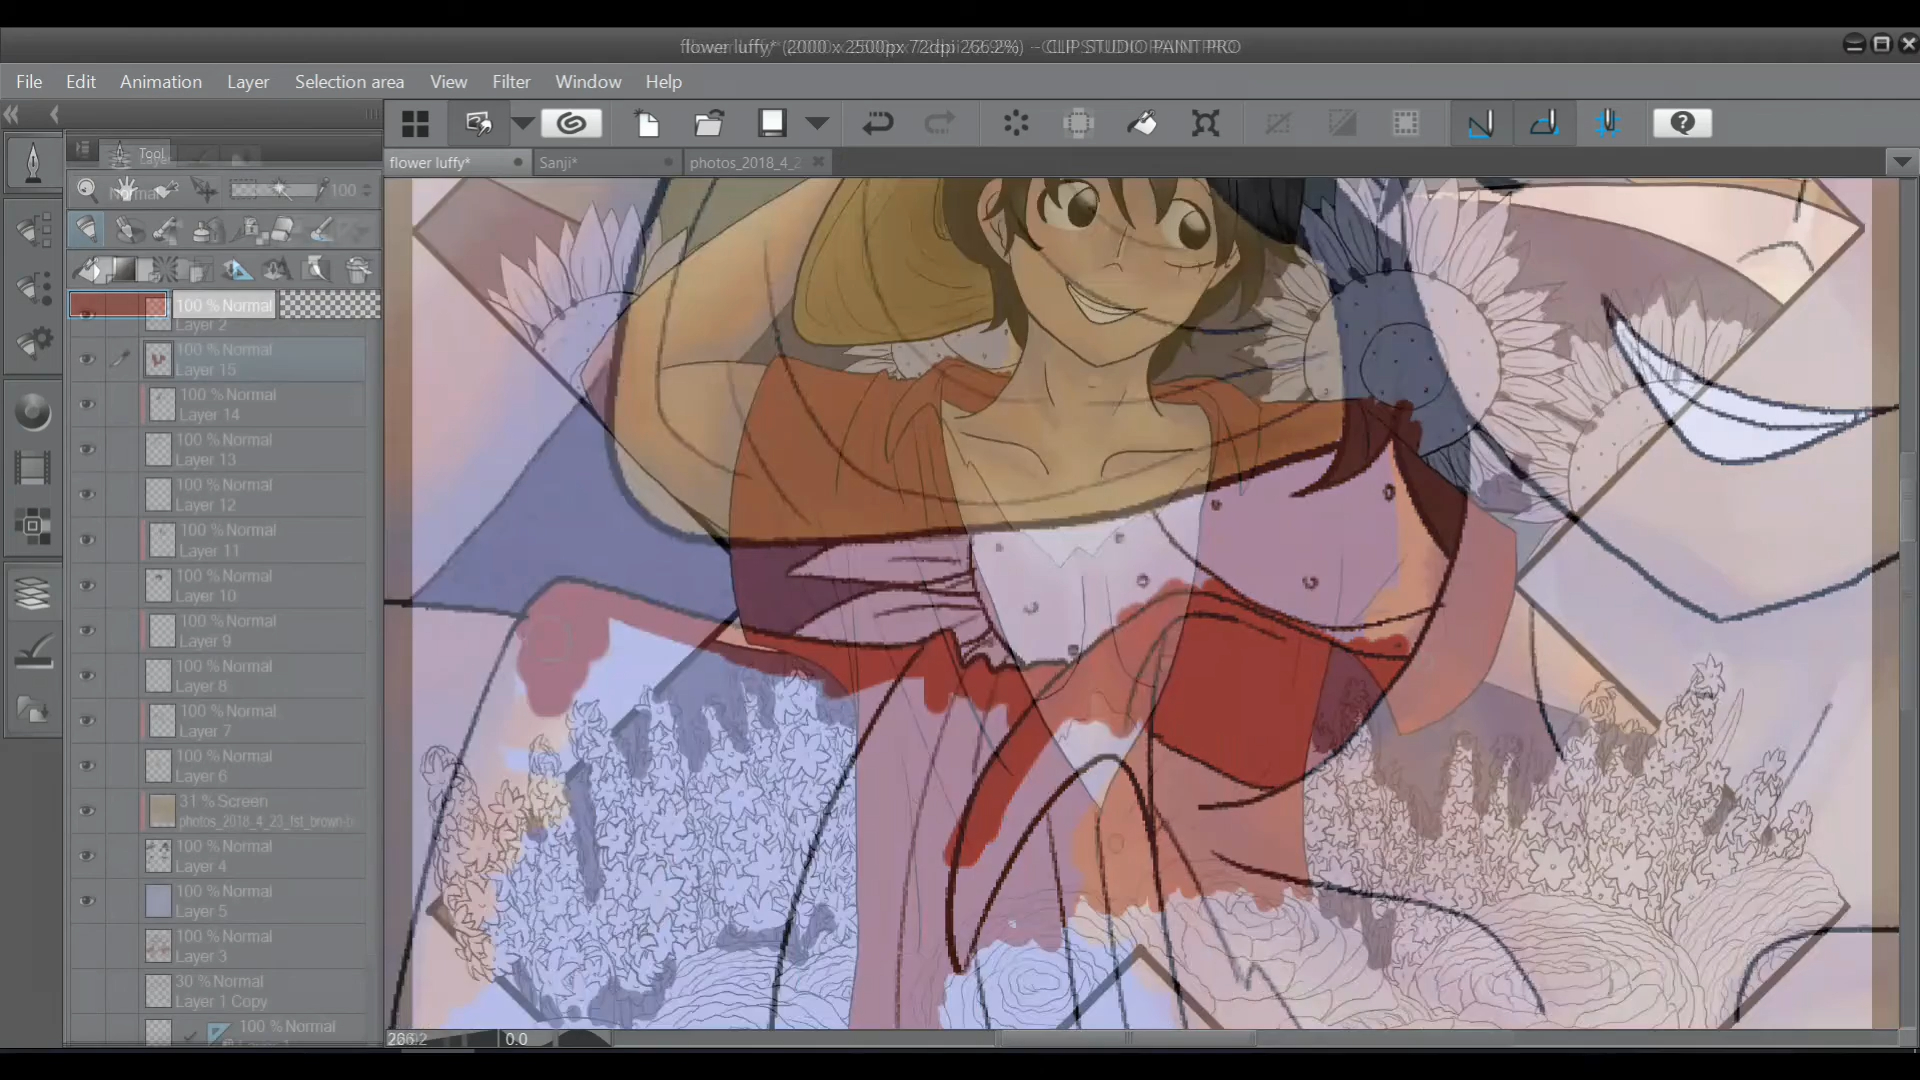 flower luffy* (2000 x 2500px 72dpi 266.2%) - CLIP STUDIO PAINT PRO
File Edit Animation Layer Selection area View Filter Window Help
flower luffy* Sanji* photos_2018_4_2
Tool
Normal 100
100 % Normal
Layer 2
100 % Normal
Layer 15
100 % Normal
Layer 14
100 % Normal
Layer 13
100 % Normal
Layer 12
100 % Normal
Layer 11
100 % Normal
Layer 10
100 % Normal
Layer 9
100 % Normal
Layer 8
100 % Normal
Layer 7
100 % Normal
Layer 6
31 % Screen
photos_2018_4_23_fst_brown-b
100 % Normal
Layer 4
100 % Normal
Layer 5
100 % Normal
Layer 3
30 % Normal
Layer 1 Copy
100 % Normal
266.2 0.0